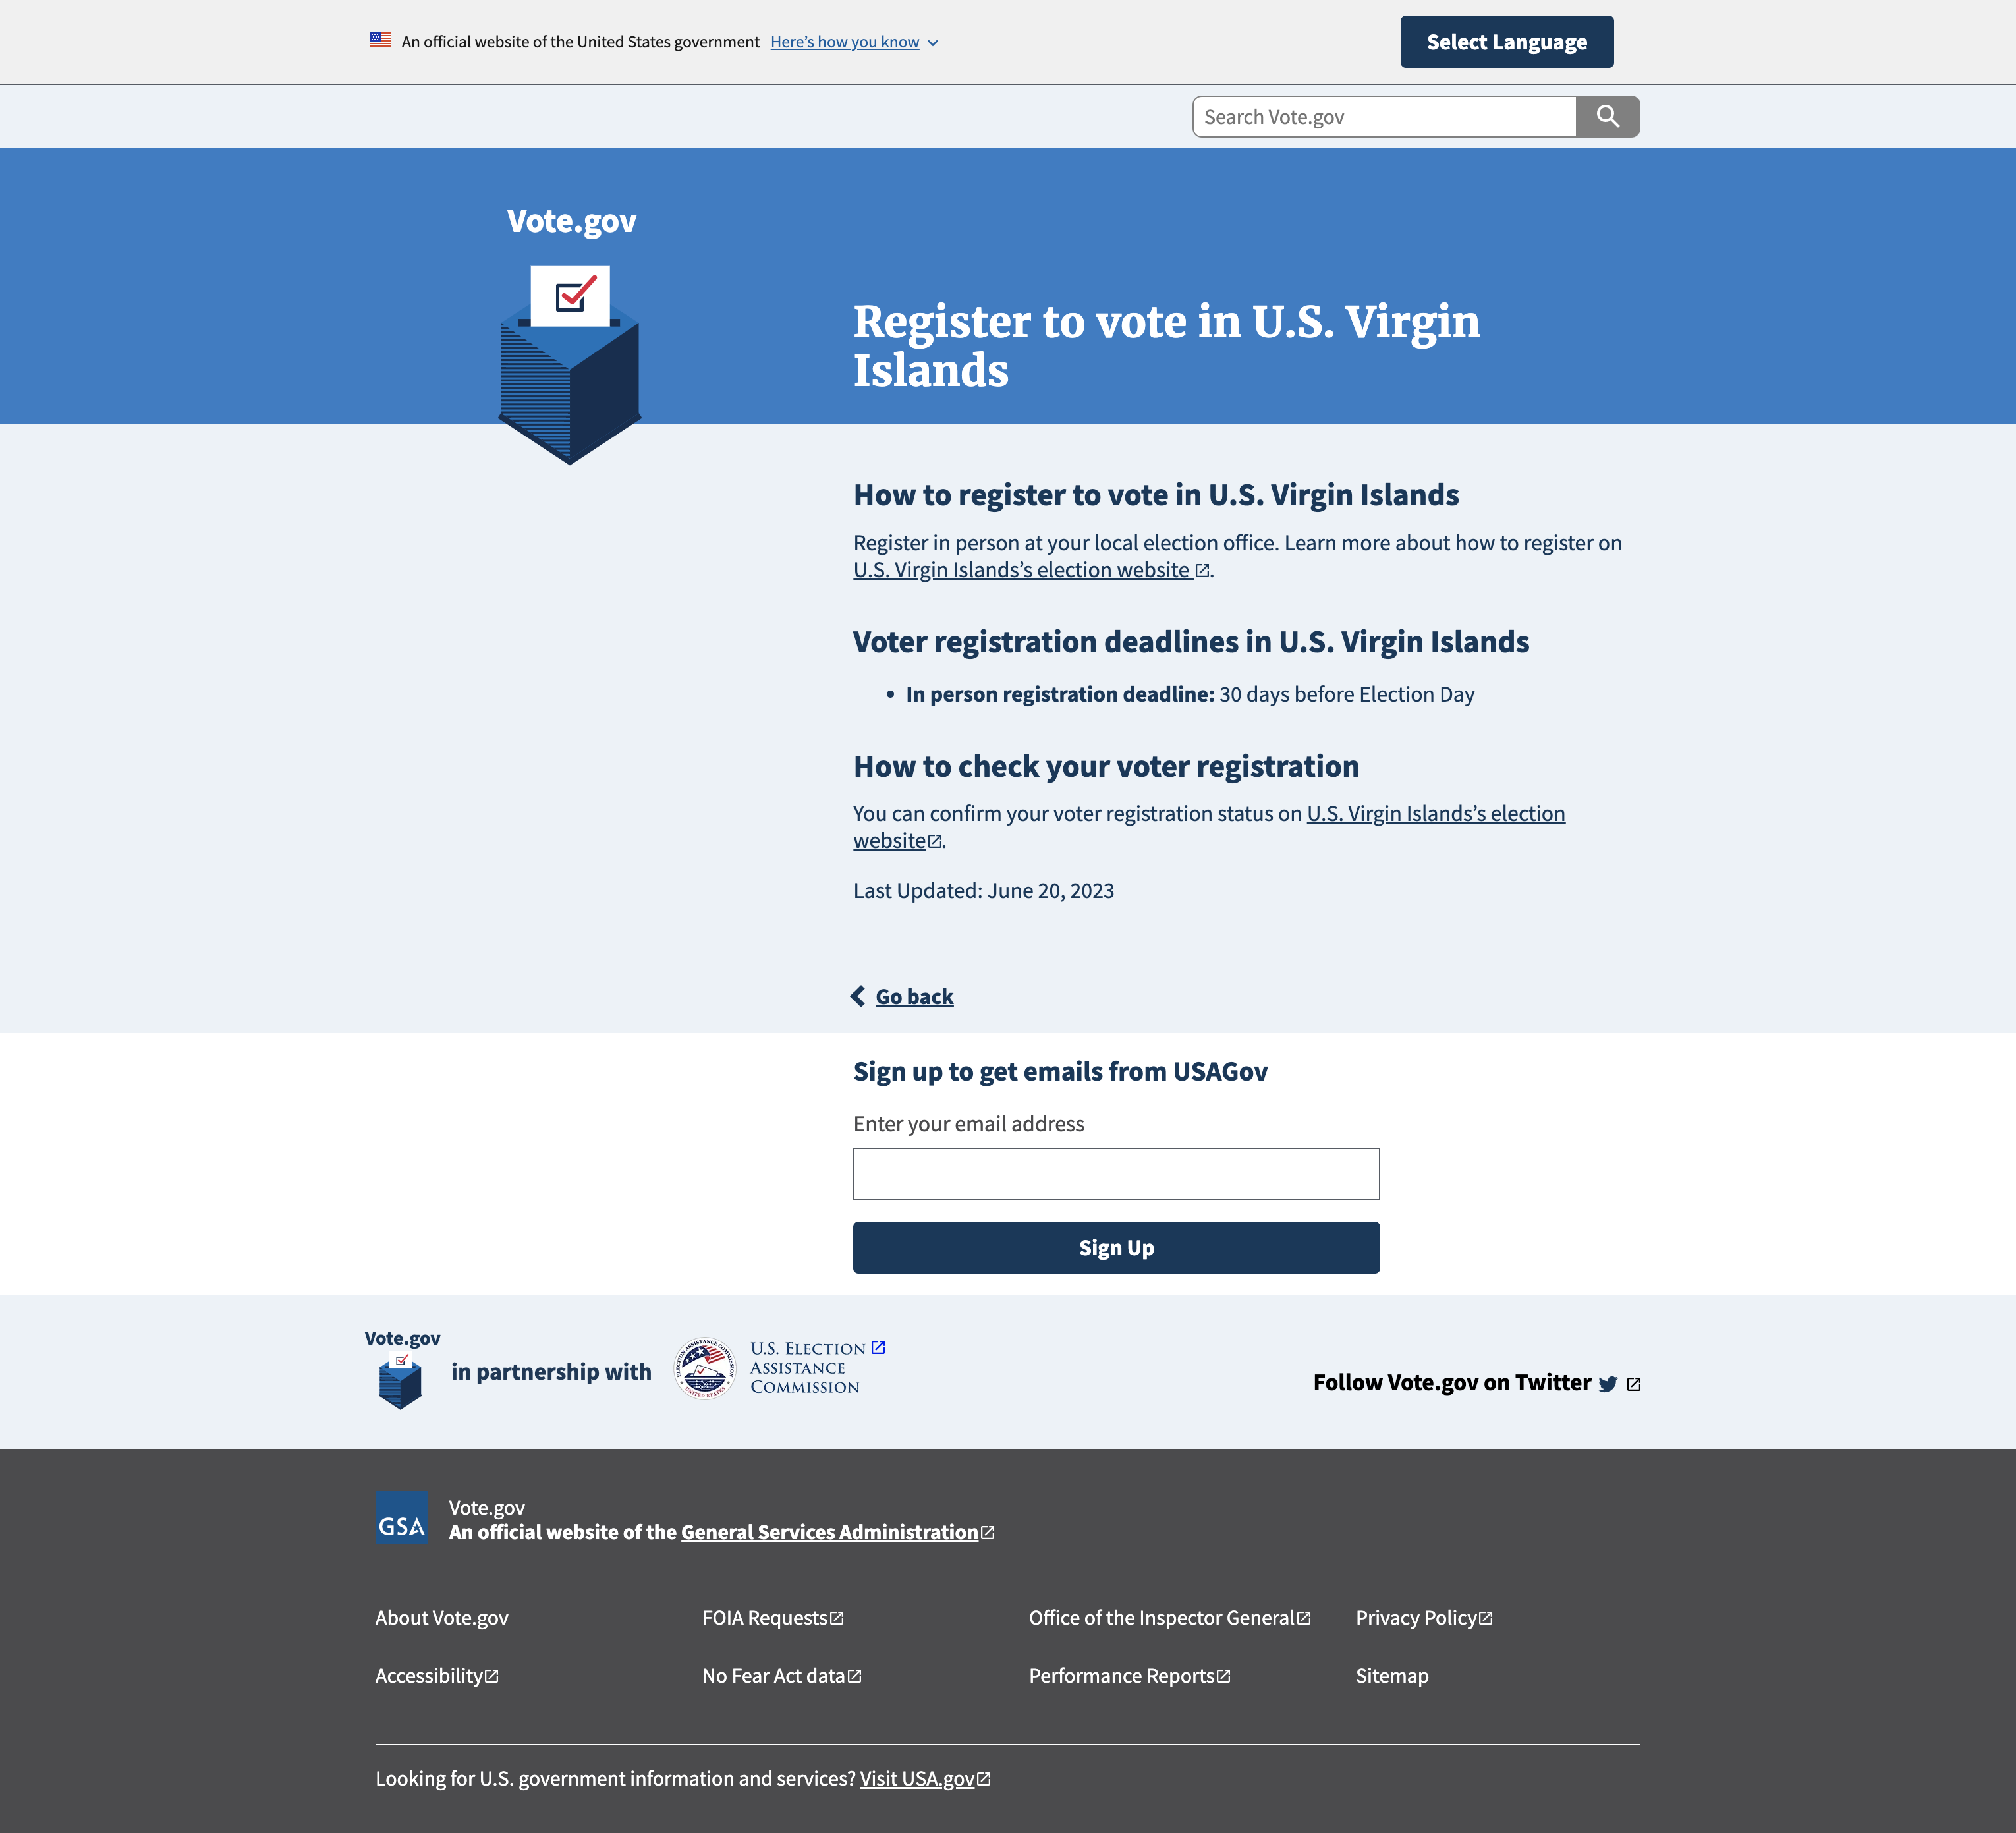 An official website of the United States government Here's how you know
Select Language
Search Vote.gov
Vote.gov
Register to vote in U.S. Virgin
Islands
How to register to vote in U.S. Virgin Islands
Register in person at your local election office. Learn more about how to register on
U.S. Virgin Islands's election website.
Voter registration deadlines in U.S. Virgin Islands
• In person registration deadline: 30 days before Election Day
How to check your voter registration
You can confirm your voter registration status on U.S. Virgin Islands's election
website.
Last Updated: June 20, 2023
Go back
Sign up to get emails from USAGov
Enter your email address
Sign Up
Vote.gov
in partnership with
ELECTION ASSISTANCE COMMISSION
UNITED STATES
U.S. ELECTION
ASSISTANCE
COMMISSION
Follow Vote.gov on Twitter
GSA
Vote.gov
An official website of the General Services Administration
About Vote.gov
FOIA Requests
Office of the Inspector General
Privacy Policy
Accessibility
No Fear Act data
Performance Reports
Sitemap
Looking for U.S. government information and services? Visit USA.gov